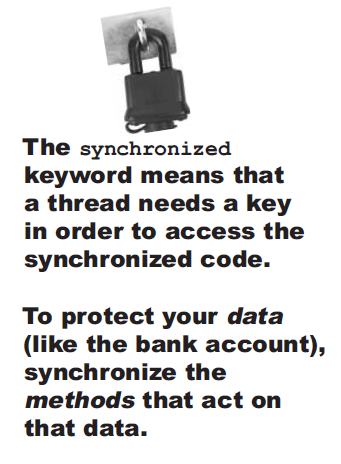 The synchronized
keyword means that
a thread needs a key
in order to access the
synchronized code.
To protect your data
(like the bank account),
synchronize the
methods that act on
that data.